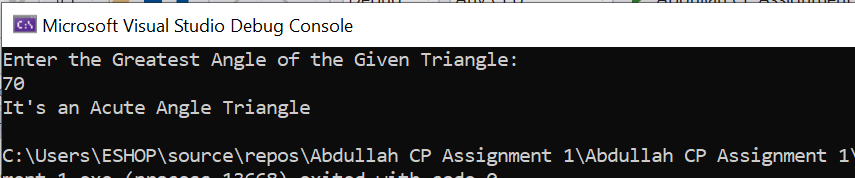 Microsoft Visual Studio Debug Console
Enter the Greatest Angle of the Given Triangle:
70
It's an Acute Angle Triangle
C:\Users\ESHOP\source\repos\Abdullah CP Assignment 1\Abdullah CP Assignment 1\
ment 1.exe (process 13668) exited with code 0